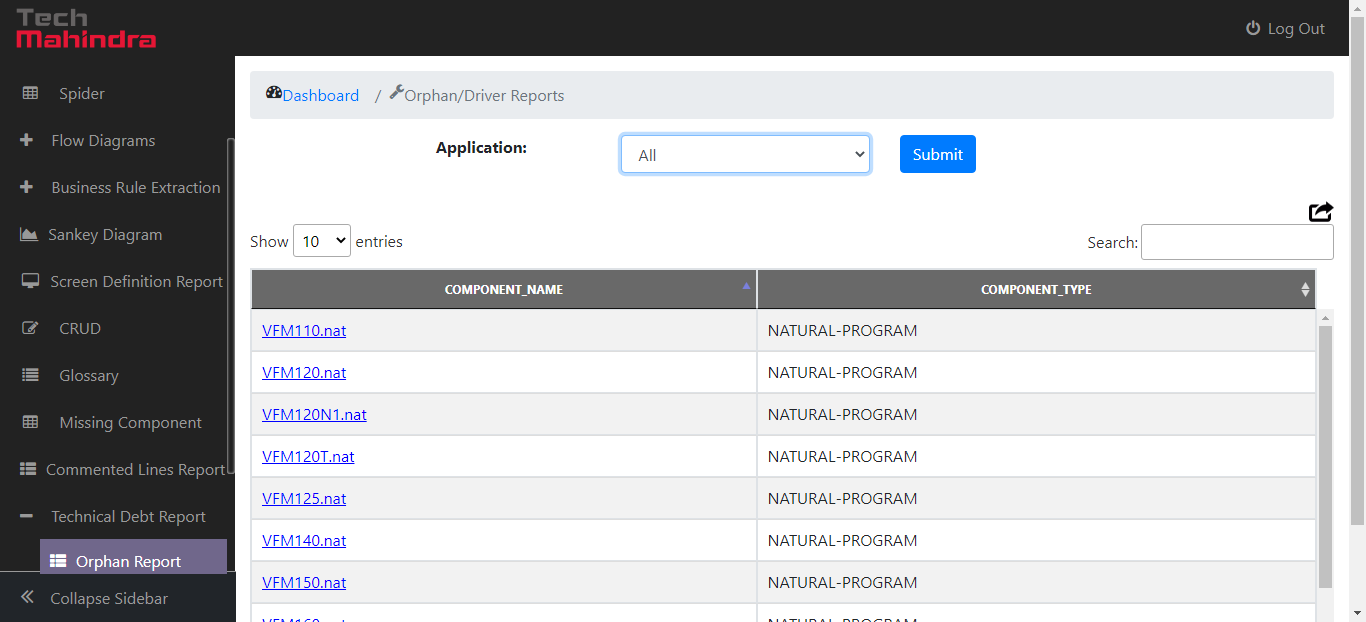 Tech
Mahindra
Log Out
Spider
Flow Diagrams
Business Rule Extraction
Sankey Diagram
Screen Definition Report
CRUD
Glossary
Missing Component
Commented Lines Report
Technical Debt Report
Orphan Report
Collapse Sidebar
Dashboard / Orphan/Driver Reports
Application: All Submit
Show 10 entries Search:
COMPONENT_NAME COMPONENT_TYPE
VFM110.nat NATURAL-PROGRAM
VFM120.nat NATURAL-PROGRAM
VFM120N1.nat NATURAL-PROGRAM
VFM120T.nat NATURAL-PROGRAM
VFM125.nat NATURAL-PROGRAM
VFM140.nat NATURAL-PROGRAM
VFM150.nat NATURAL-PROGRAM